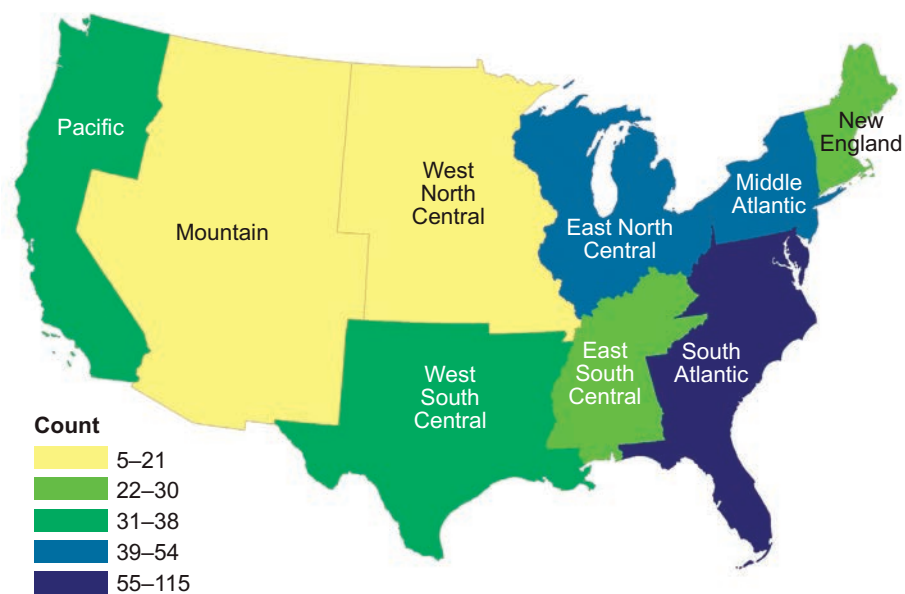 Pacific
New
England
West
North
Central
Middle
Atlantic
Mountain
East North
Central
West
South
Central
East
South
Central
South
Atlantic
Count
5–21
22–30
31–38
39–54
55–115